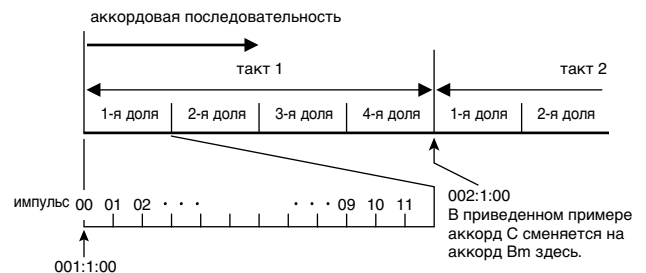 аккордовая последовательность
такт 1 такт 2
1-я доля 2-я доля 3-я доля 4-я доля 1-я доля 2-я доля
импульс 00 01 02 · · · · · · 09 10 11
001:1:00
002:1:00
В приведенном примере
аккорд C сменяется на
аккорд Bm здесь.